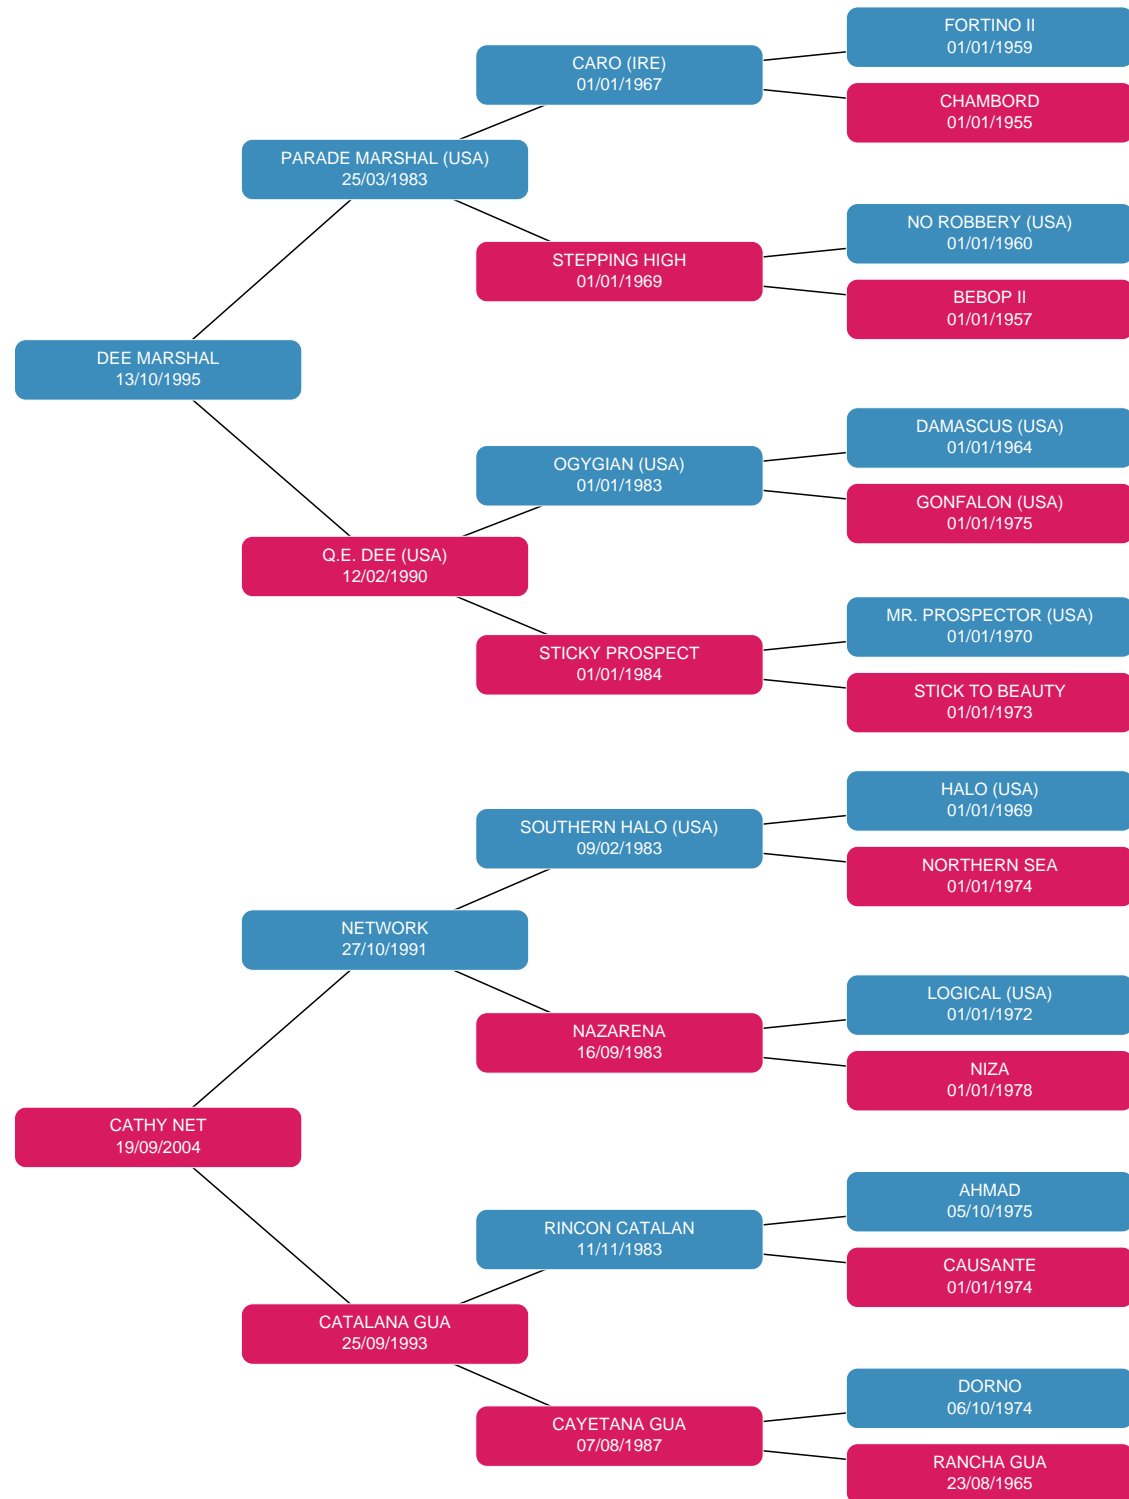 FORTINO II
01/01/1959
CARO (IRE)
01/01/1967
CHAMBORD
01/01/1955
PARADE MARSHAL (USA)
25/03/1983
NO ROBBERY (USA)
01/01/1960
STEPPING HIGH
01/01/1969
BEBOP II
01/01/1957
DEE MARSHAL
13/10/1995
DAMASCUS (USA)
01/01/1964
OGYGIAN (USA)
01/01/1983
GONFALON (USA)
01/01/1975
Q.E. DEE (USA)
12/02/1990
MR. PROSPECTOR (USA)
01/01/1970
STICKY PROSPECT
01/01/1984
STICK TO BEAUTY
01/01/1973
HALO (USA)
01/01/1969
SOUTHERN HALO (USA)
09/02/1983
NORTHERN SEA
01/01/1974
NETWORK
27/10/1991
LOGICAL (USA)
01/01/1972
NAZARENA
16/09/1983
NIZA
01/01/1978
CATHY NET
19/09/2004
AHMAD
05/10/1975
RINCON CATALAN
11/11/1983
CAUSANTE
01/01/1974
CATALANA GUA
25/09/1993
DORNO
06/10/1974
CAYETANA GUA
07/08/1987
RANCHA GUA
23/08/1965